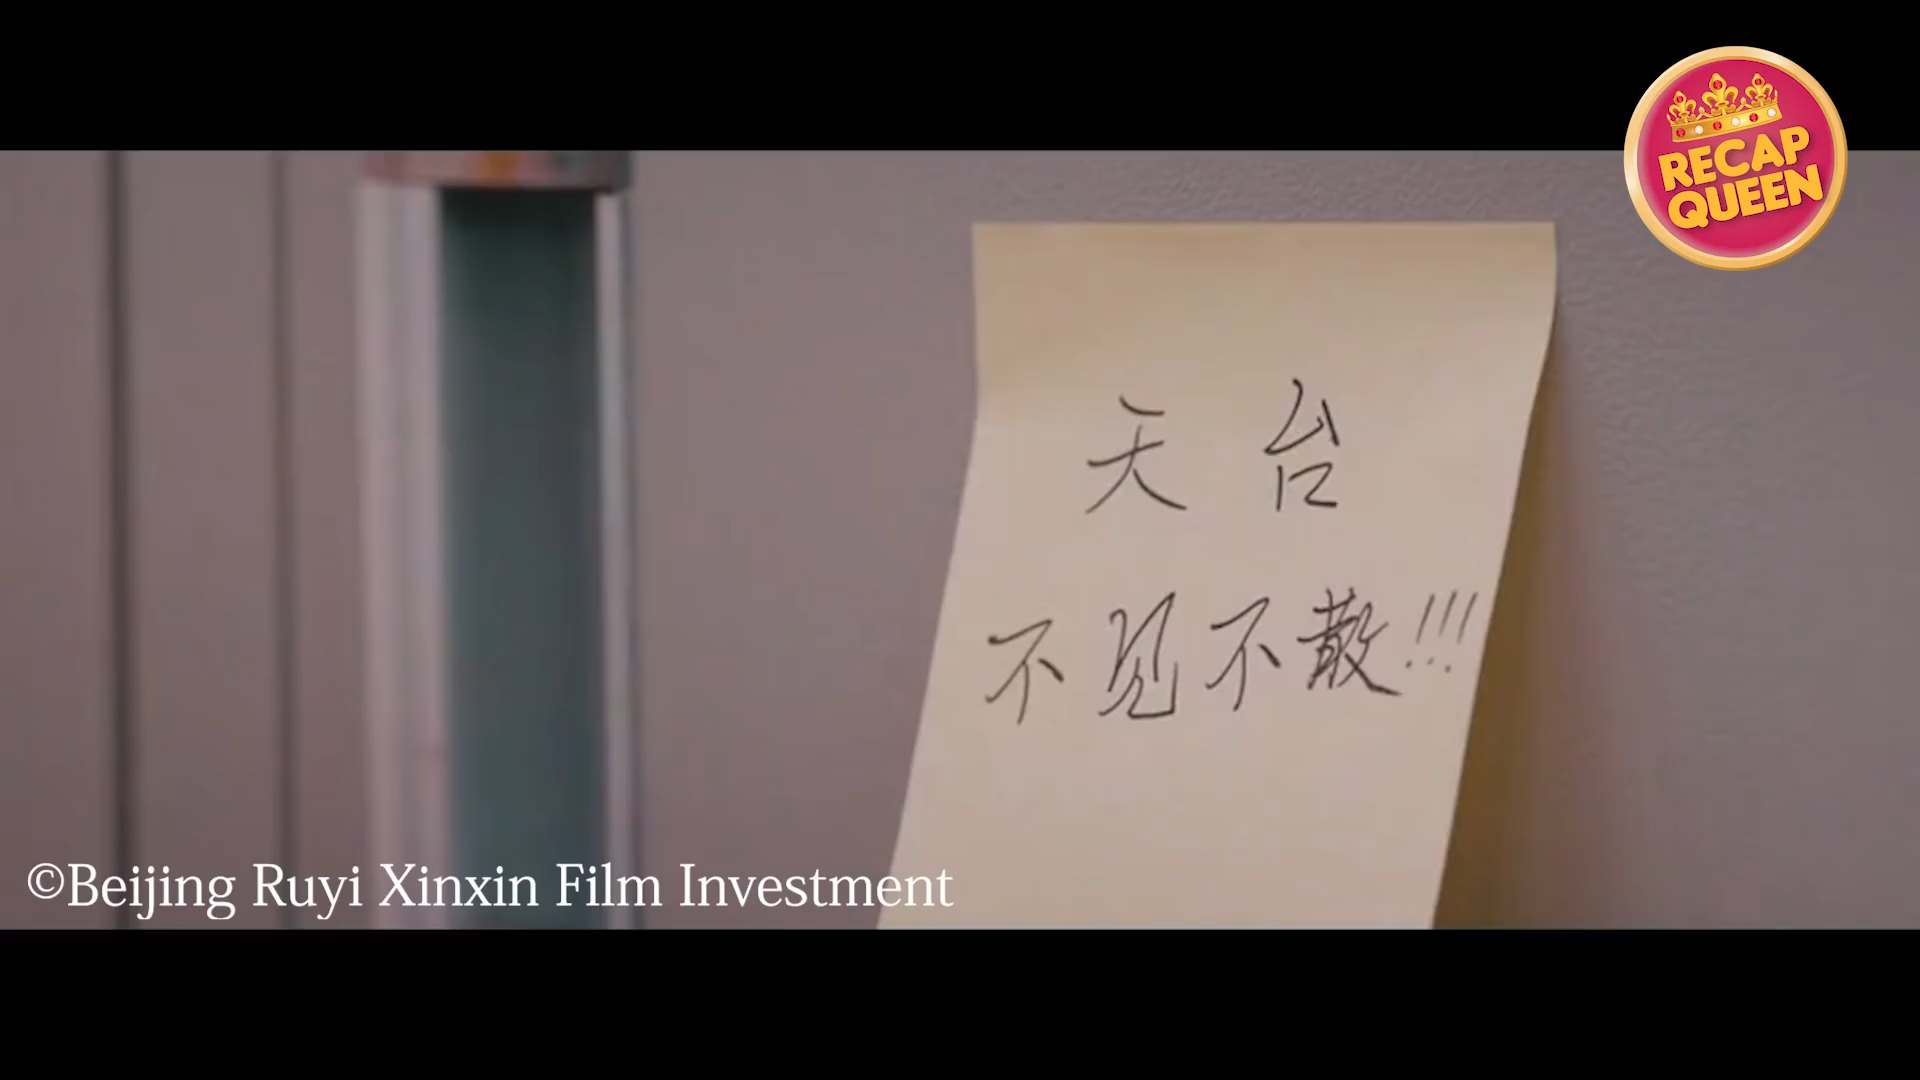 RECAP
QUEEN
天台
不见不散!!!
©Beijing Ruyi Xinxin Film Investment